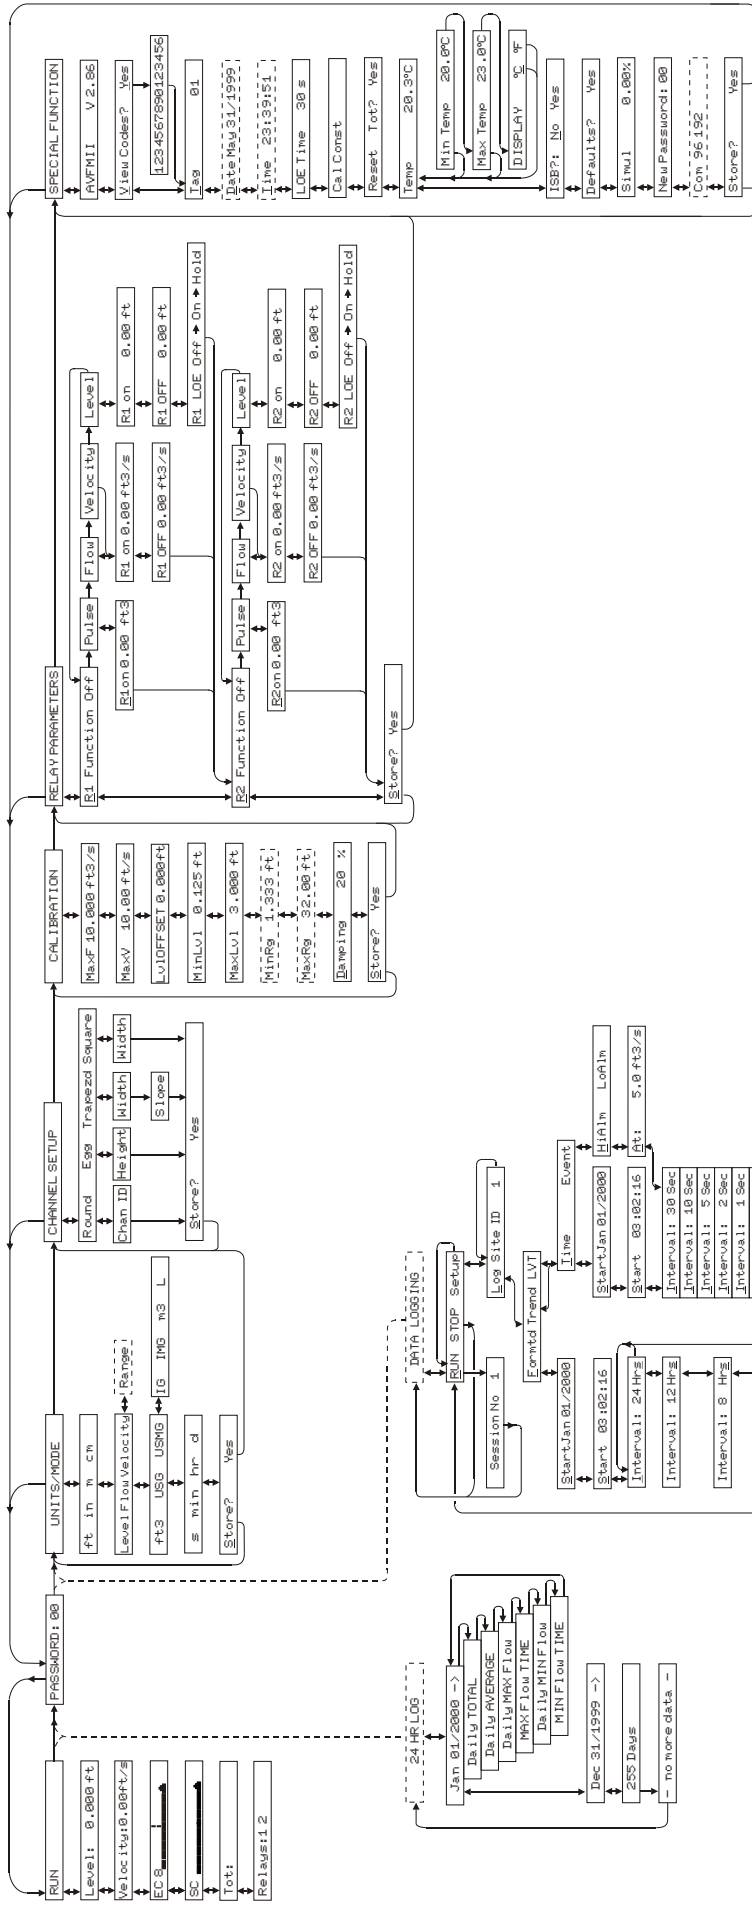 RUN
Level: 0.000 ft
Velocity:0.00ft/s
EC 8
SC
Tot:
Relays:1 2
PASSWORD: 00
24 HR LOG
Jan 01/2000 ->
Daily TOTAL
Daily AVERAGE
Daily MAX Flow
MAX Flow TIME
Daily MIN Flow
MIN Flow TIME
Dec 31/1999 ->
255 Days
- no more data -
UNITS/MODE
ft in m cm
Level Flow Velocity
Range
ft3 USG USMG
IG IMG m3 L
s min hr d
Store? Yes
DATA LOGGING
RUN STOP Setup
Session No 1
Log Site ID 1
Formtd Trend LVT
StartJan 01/2000
Start 03:02:16
Interval: 24 Hrs
Interval: 12 Hrs
Interval: 8 Hrs
Time Event
StartJan 01/2000
Start 03:02:16
Interval: 30 Sec
Interval: 10 Sec
Interval: 5 Sec
Interval: 2 Sec
Interval: 1 Sec
HiAlm LoAlm
At: 5.0 ft3/s
CHANNEL SETUP
Round Egg Trapezd Square
Chan ID
Height
Width
Width
Slope
Store? Yes
CALIBRATION
MaxF 10.000 ft3/s
MaxV 10.00 ft/s
LvlOFFSET 0.000ft
MinLvl 0.125 ft
MaxLvl 3.000 ft
MinRg 1.333 ft
MaxRg 32.00 ft
Damping 20 %
Store? Yes
RELAY PARAMETERS
R1 Function Off
Pulse
Flow
Velocity
Level
R1on 0.00 ft3
R1 on 0.00 ft3/s
R1 on 0.00 ft
R1 OFF 0.00 ft3/s
R1 OFF 0.00 ft
R1 LOE Off On Hold
R2 Function Off
Pulse
Flow
Velocity
Level
R2on 0.00 ft3
R2 on 0.00 ft3/s
R2 on 0.00 ft
R2 OFF 0.00 ft3/s
R2 OFF 0.00 ft
R2 LOE Off On Hold
Store? Yes
SPECIAL FUNCTION
AVFMII V 2.86
View Codes? Yes
1234567890123456
Tag 01
Date May 31/1999
Time 23:39:51
LOE Time 30 s
Cal Const
Reset Tot? Yes
Temp 20.3°C
Min Temp 20.0°C
Max Temp 23.0°C
DISPLAY °C °F
ISB?: No Yes
Defaults? Yes
Simul 0.00%
New Password: 00
Com 96.192
Store? Yes